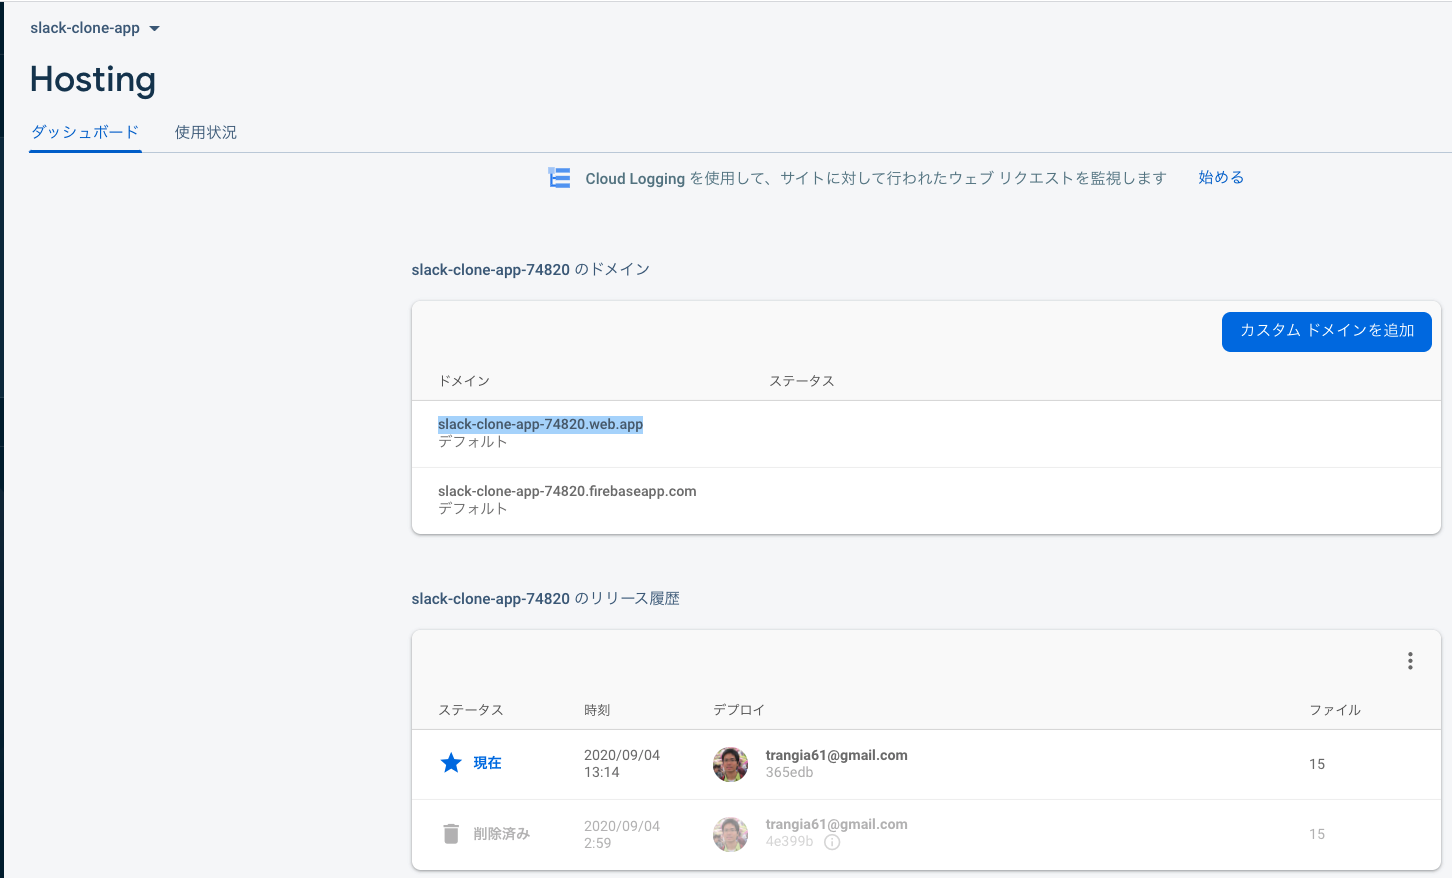 slack-clone-app
Hosting
ダッシュボード 使用状況
Cloud Logging を使用して、サイトに対して行われたウェブ リクエストを監視します 始める
slack-clone-app-74820 のドメイン
カスタム ドメインを追加
ドメイン ステータス
slack-clone-app-74820.web.app
デフォルト
slack-clone-app-74820.firebaseapp.com
デフォルト
slack-clone-app-74820 のリリース履歴
ステータス 時刻 デプロイ ファイル
現在 2020/09/04 13:14 trangia61@gmail.com 365edb 15
削除済み 2020/09/04 2:59 trangia61@gmail.com 4e399b 15